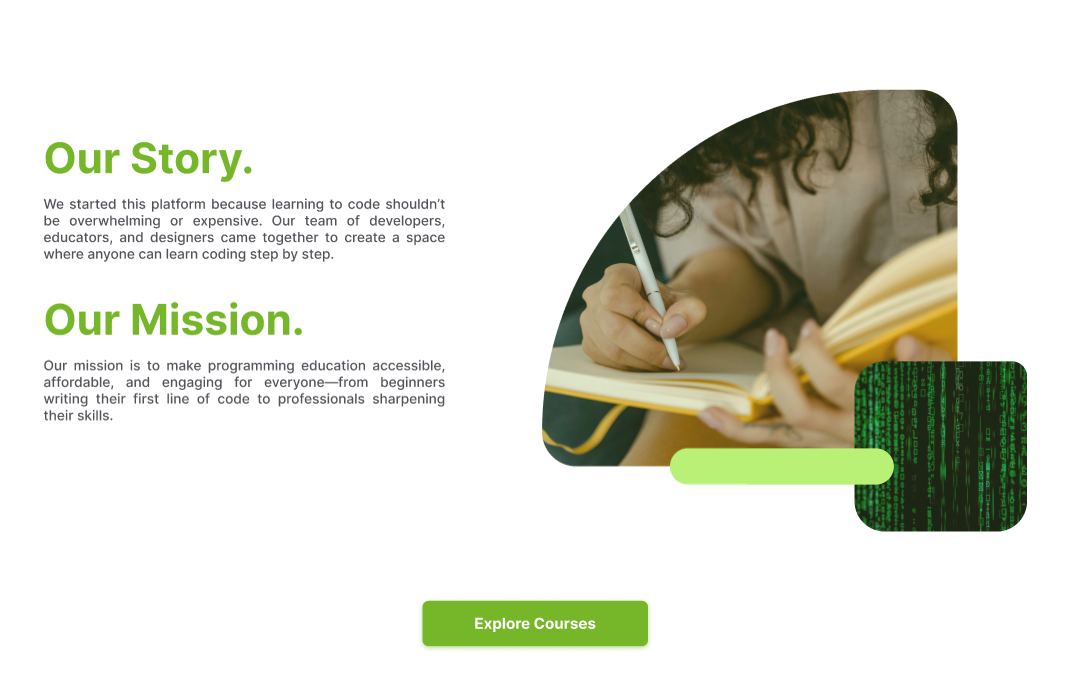 Our Story.
We started this platform because learning to code shouldn’t
be overwhelming or expensive. Our team of developers,
educators, and designers came together to create a space
where anyone can learn coding step by step.
Our Mission.
Our mission is to make programming education accessible,
affordable, and engaging for everyone—from beginners
writing their first line of code to professionals sharpening
their skills.
Explore Courses